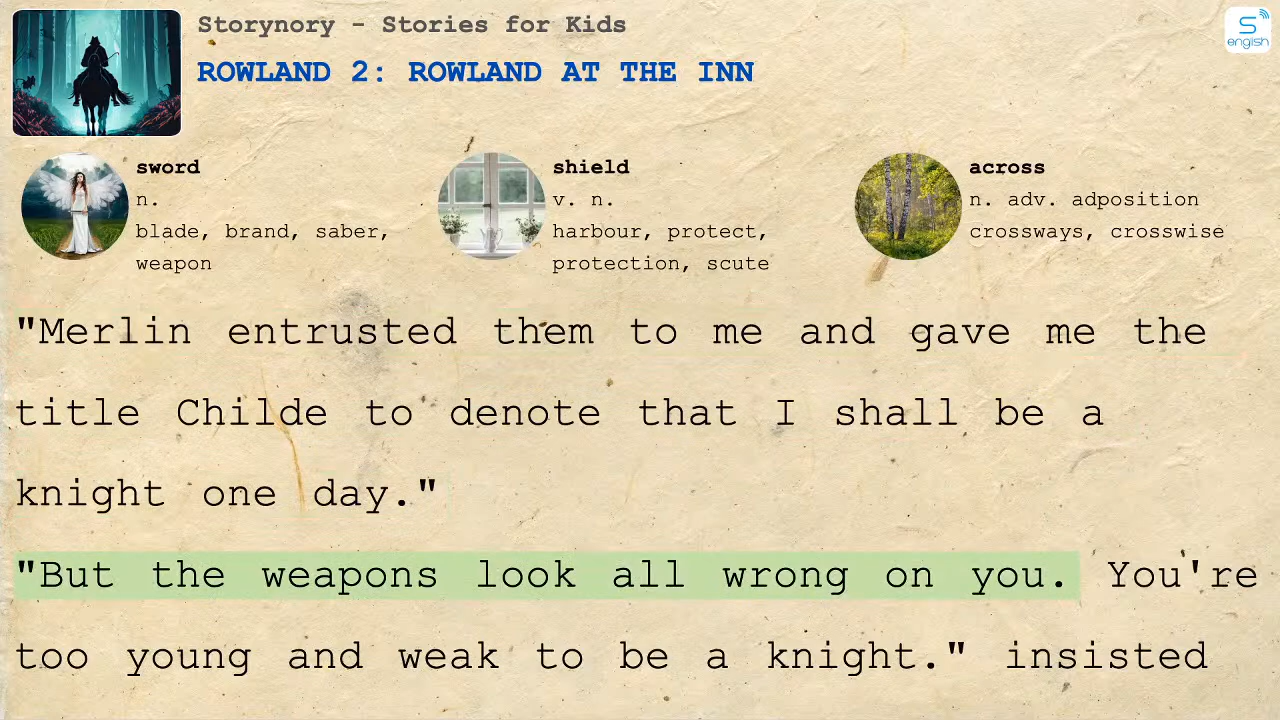 Storynory - Stories for Kids
ROWLAND 2: ROWLAND AT THE INN
S
english
sword
n.
blade, brand, saber,
weapon
shield
v. n.
harbour, protect,
protection, scute
across
n. adv. adposition
crossways, crosswise
"Merlin entrusted them to me and gave me the
title Childe to denote that I shall be a
knight one day."
"But the weapons look all wrong on you. You're
too young and weak to be a knight." insisted